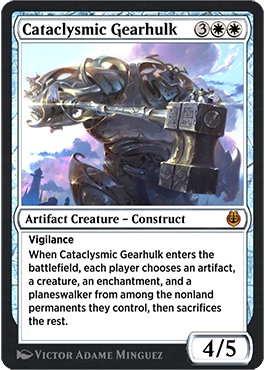 Cataclysmic Gearhulk 3
Artifact Creature – Construct
Vigilance
When Cataclysmic Gearhulk enters the
battlefield, each player chooses an artifact,
a creature, an enchantment, and a
planeswalker from among the nonland
permanents they control, then sacrifices
the rest.
Victor Adame Minguez
4/5